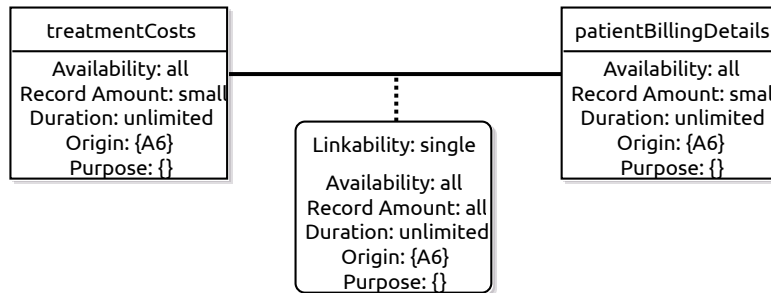 treatmentCosts
Availability: all
Record Amount: small
Duration: unlimited
Origin: {A6}
Purpose: {}
patientBillingDetails
Availability: all
Record Amount: small
Duration: unlimited
Origin: {A6}
Purpose: {}
Linkability: single
Availability: all
Record Amount: all
Duration: unlimited
Origin: {A6}
Purpose: {}